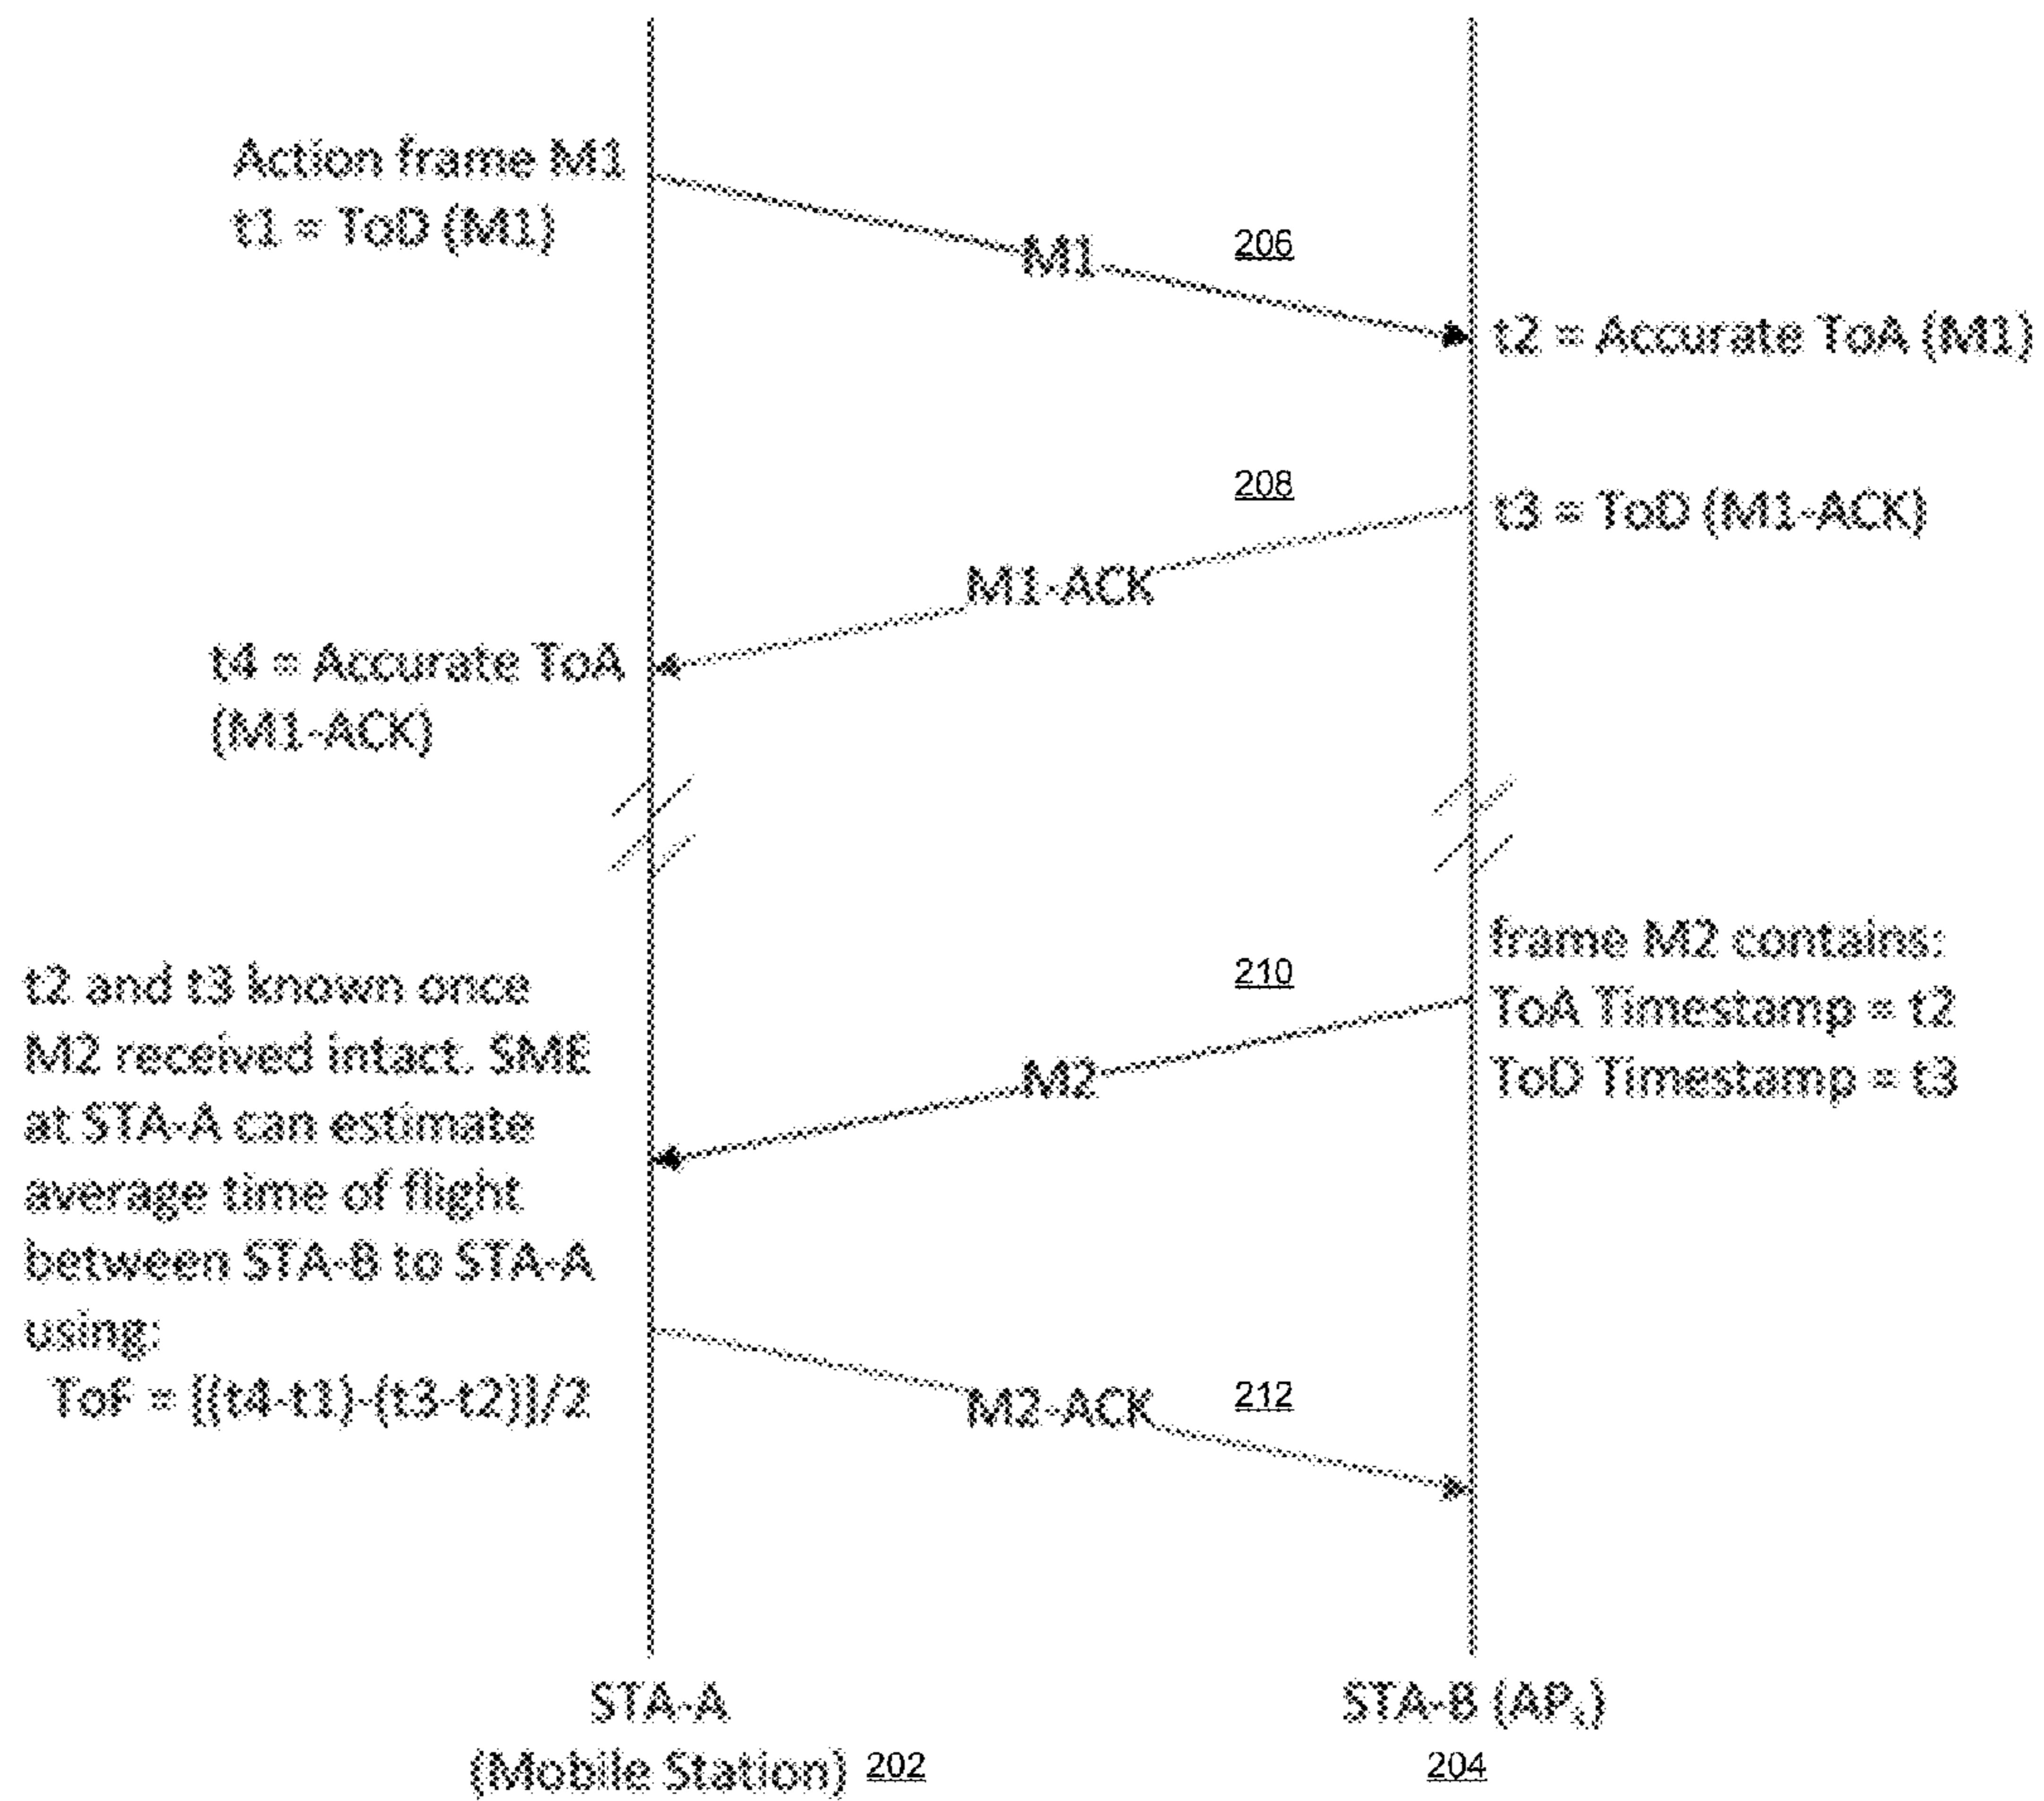 Action frame M1
t1 = ToD (M1)
M1
206
t2 = Accurate ToA (M1)
208
t3 = ToD (M1-ACK)
M1-ACK
t4 = Accurate ToA
(M1-ACK)
frame M2 contains:
ToA Timestamp = t2
ToD Timestamp = t3
210
M2
t2 and t3 known once
M2 received intact. SME
at STA-A can estimate
average time of flight
between STA-B to STA-A
using:
ToF = [(t4-t1)-(t3-t2)]/2
M2-ACK
212
STA-A
(Mobile Station) 202
STA-B (AP)
204